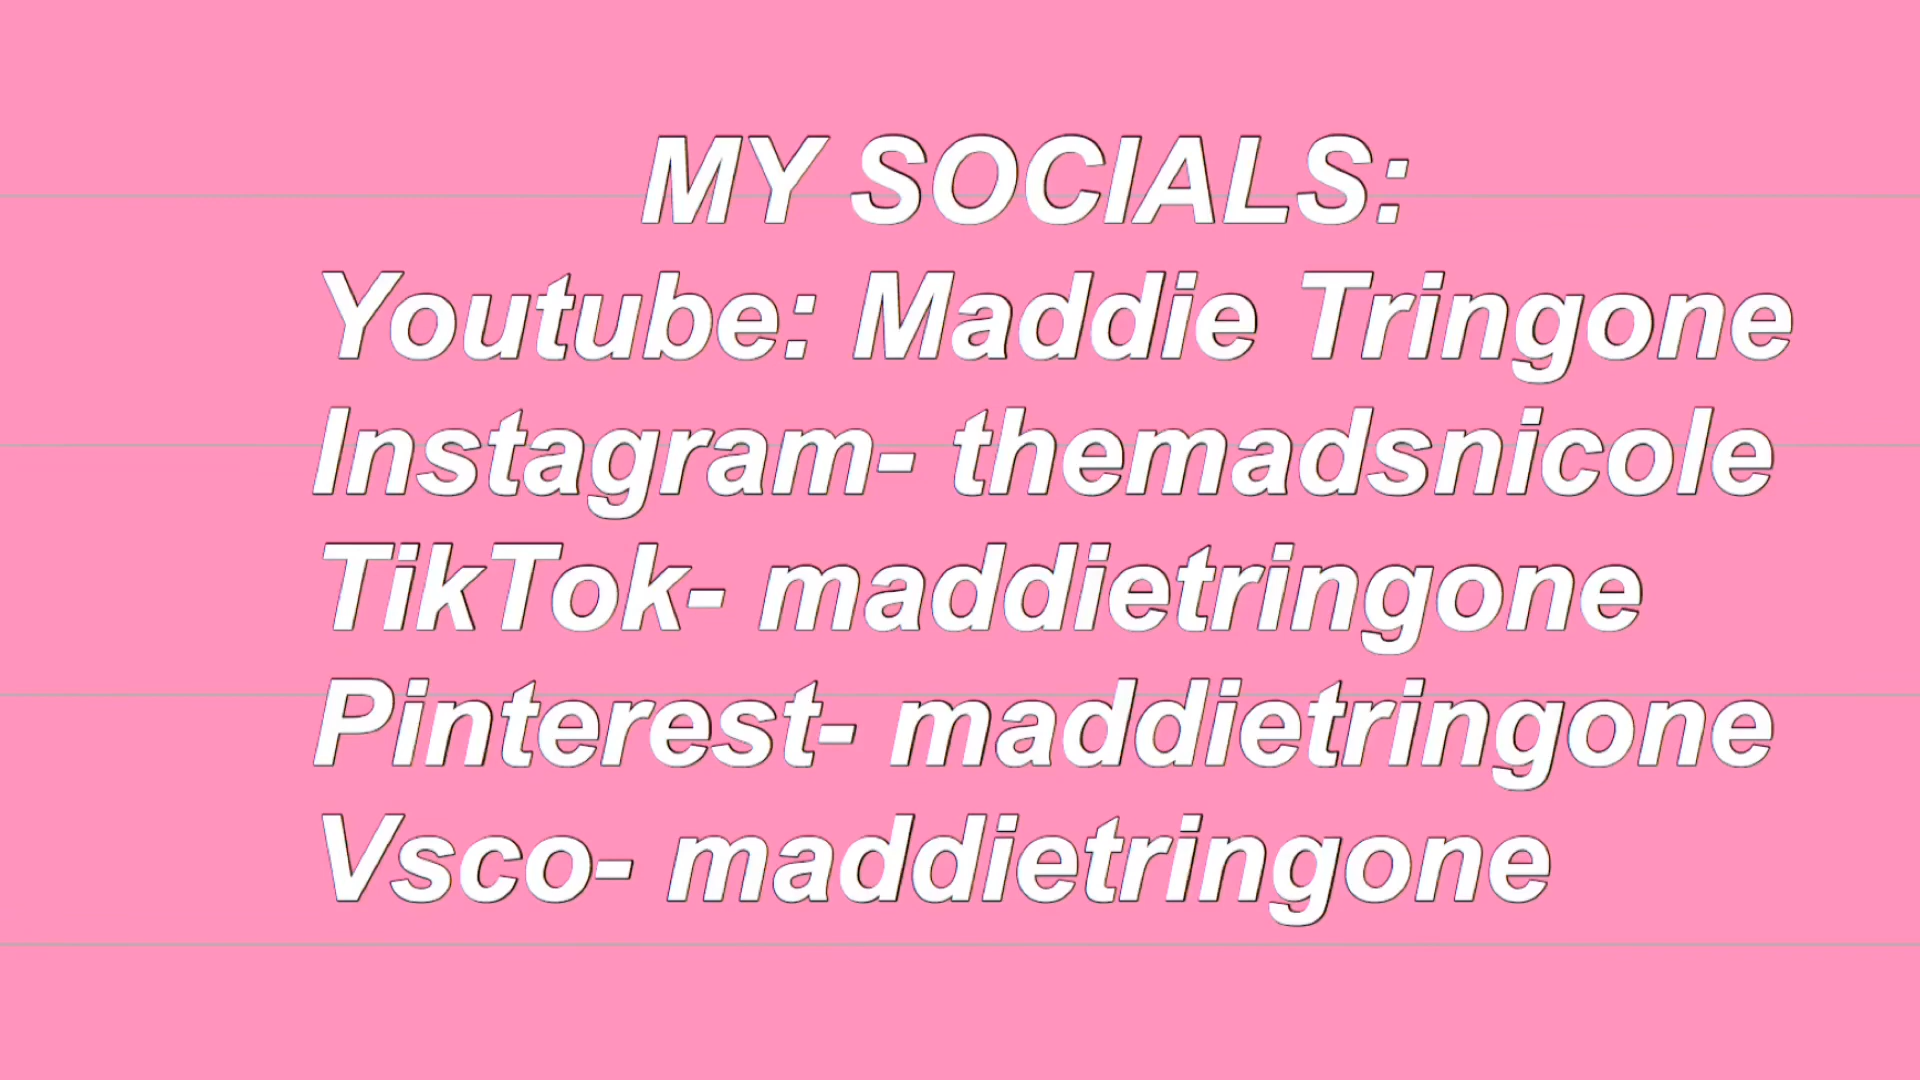 MY SOCIALS:
Youtube: Maddie Tringone
Instagram- themadsnicole
TikTok- maddietringone
Pinterest- maddietringone
Vsco- maddietringone